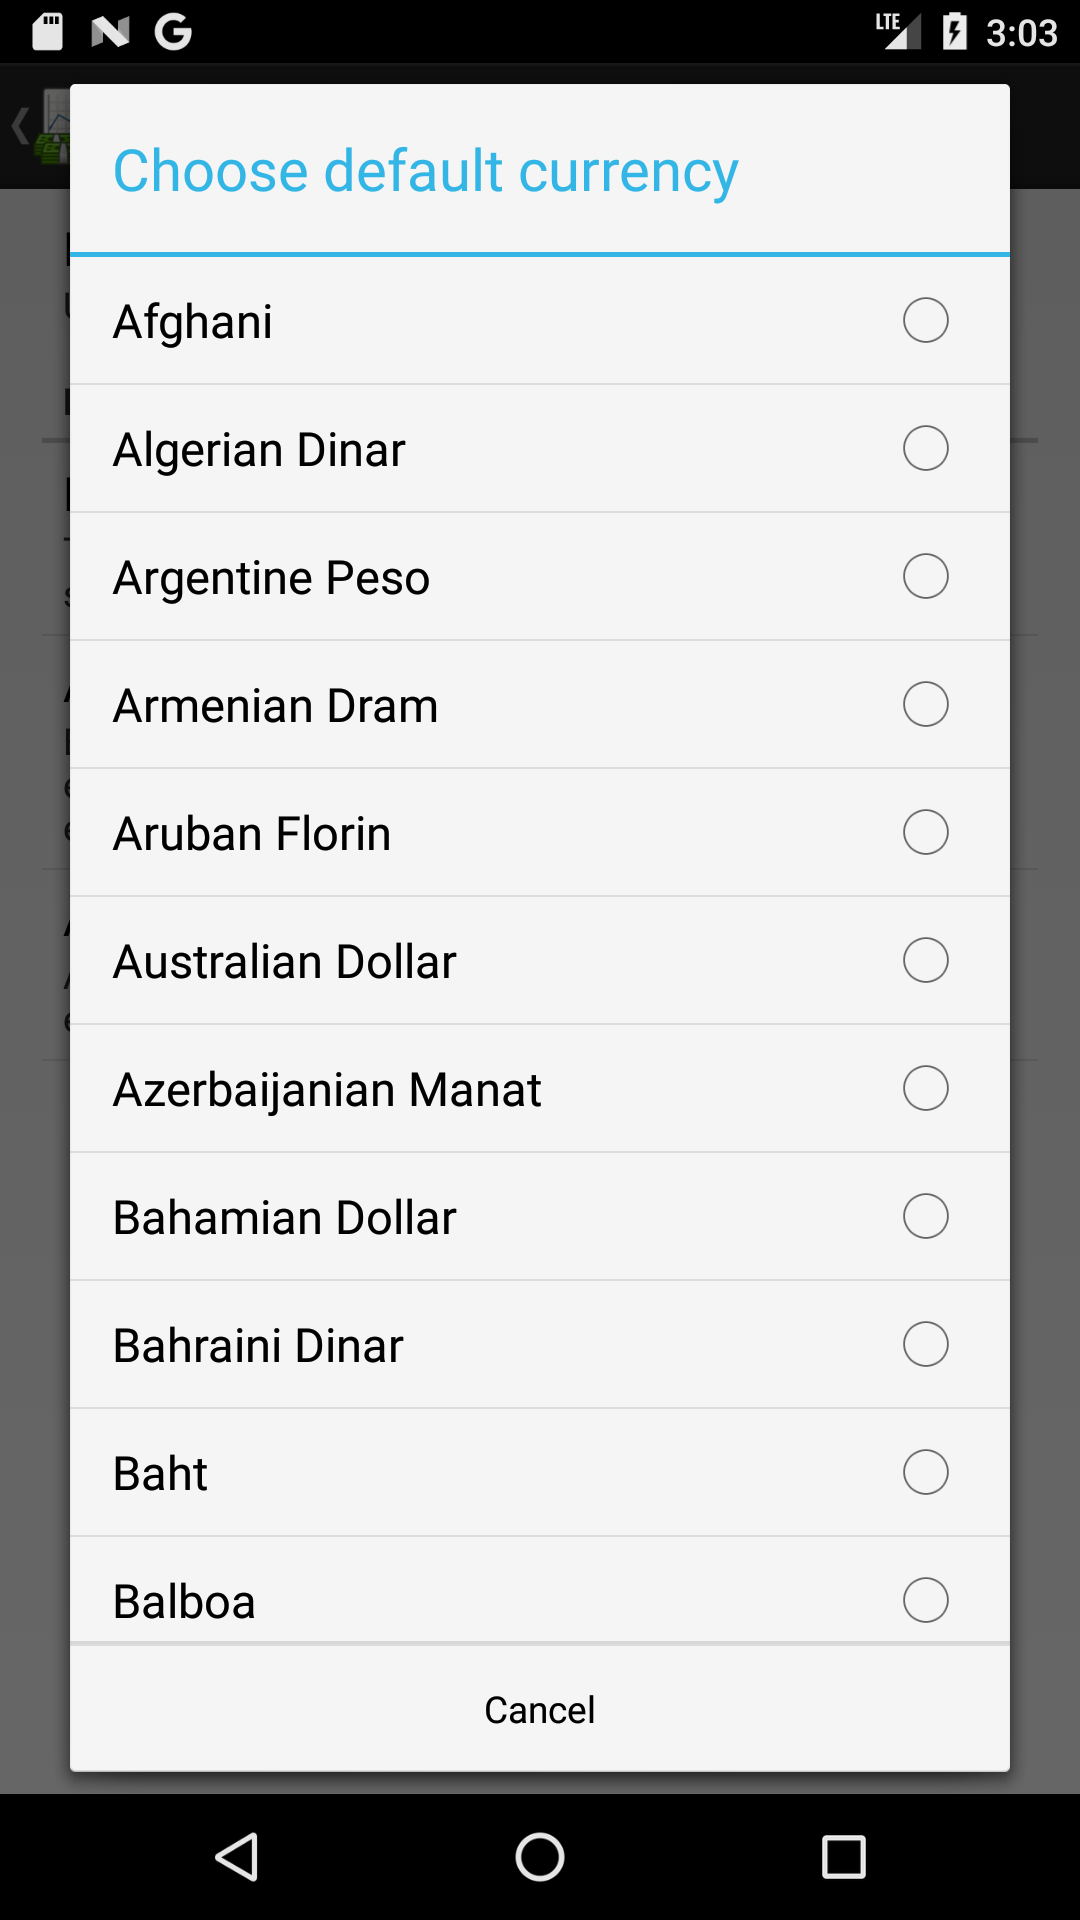 LTE 3:03
Choose default currency
Afghani
Algerian Dinar
Argentine Peso
Armenian Dram
Aruban Florin
Australian Dollar
Azerbaijanian Manat
Bahamian Dollar
Bahraini Dinar
Baht
Balboa
Cancel